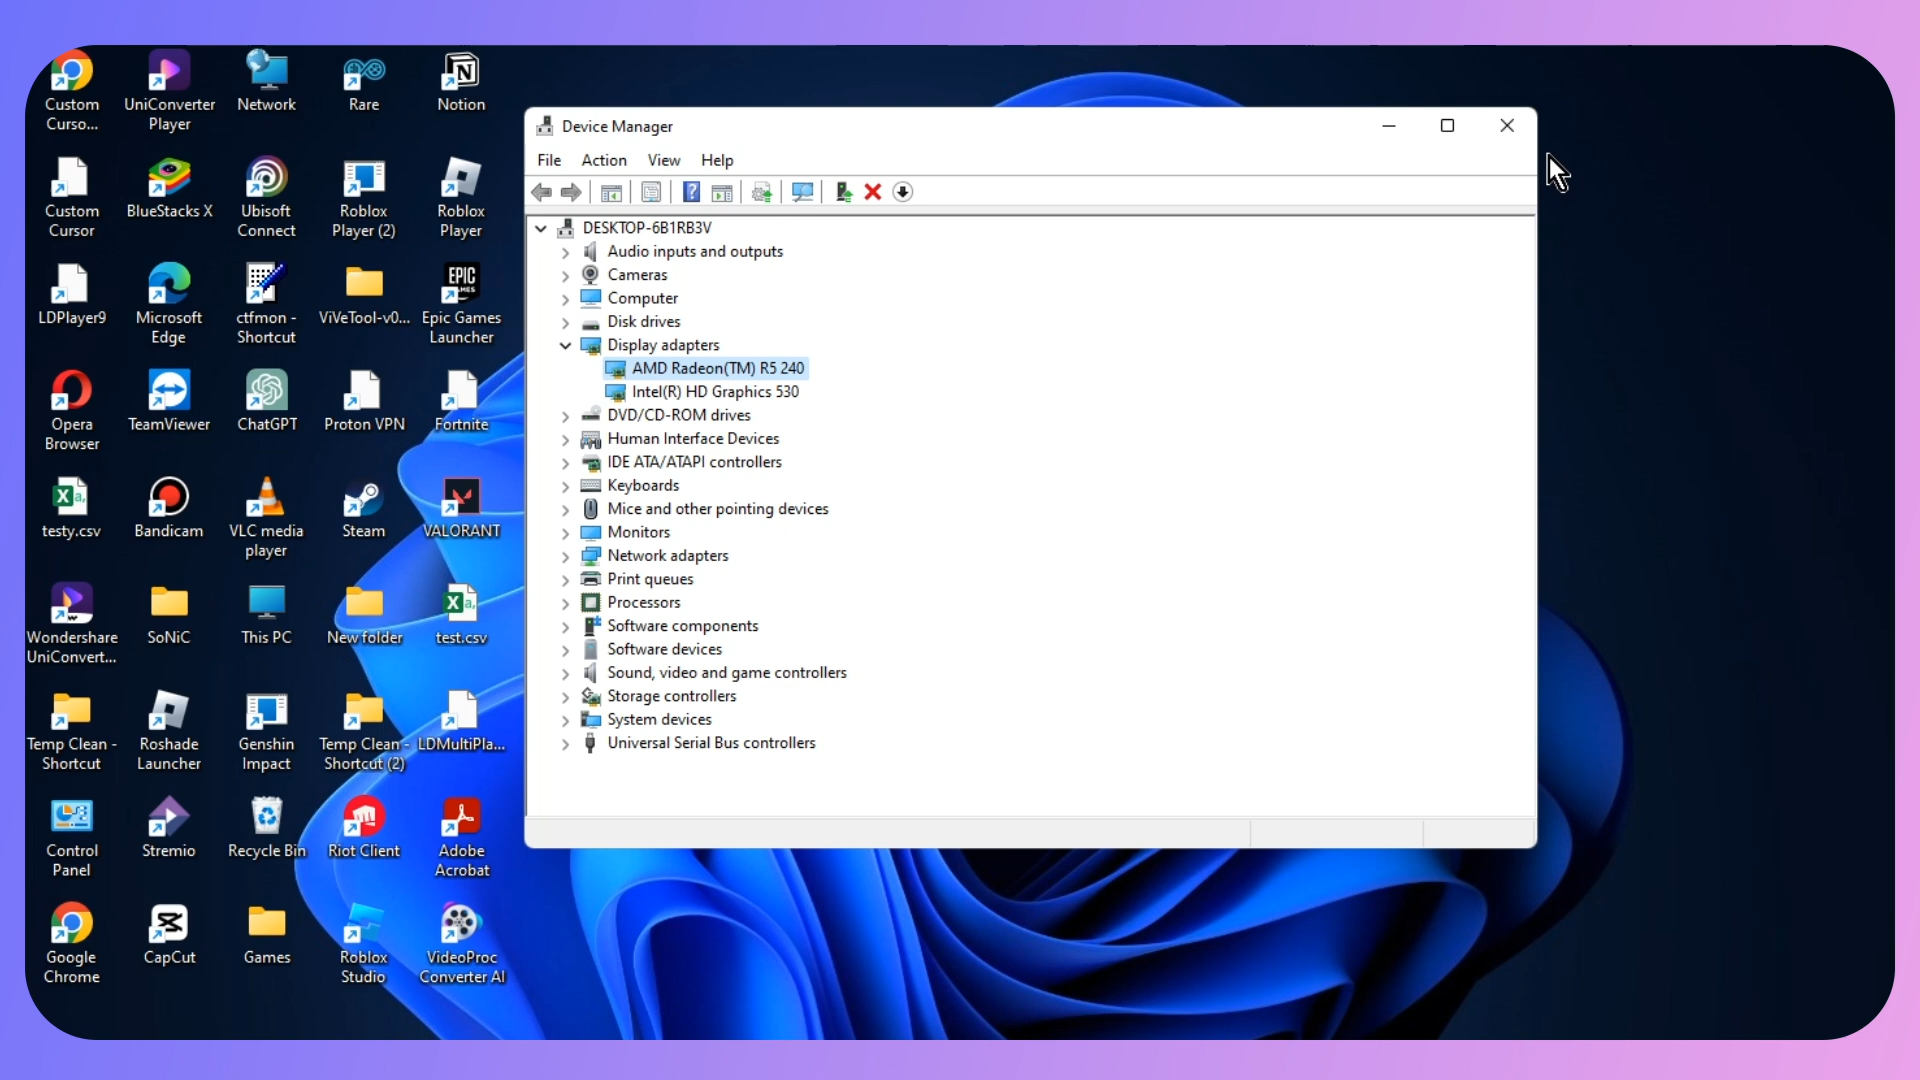 Custom
Curso...
UniConverter
Player
Network
Rare
Notion
Custom
Cursor
BlueStacks X
Ubisoft
Connect
Roblox
Player (2)
Roblox
Player
LDPlayer9
Microsoft
Edge
ctfmon -
Shortcut
ViVeTool-v0...
EPIC
GAMES
Epic Games
Launcher
Opera
Browser
TeamViewer
ChatGPT
Proton VPN
Fortnite
testy.csv
Bandicam
VLC media
player
Steam
VALORANT
Wondershare
UniConvert...
SoNiC
This PC
New folder
test.csv
Temp Clean -
Shortcut
Roshade
Launcher
Genshin
Impact
Temp Clean -
Shortcut (2)
LDMultiPla...
Control
Panel
Stremio
Recycle Bin
Riot Client
Adobe
Acrobat
Google
Chrome
CapCut
Games
Roblox
Studio
VideoProc
Converter AI
Device Manager
File Action View Help
DESKTOP-6B1RB3V
Audio inputs and outputs
Cameras
Computer
Disk drives
Display adapters
AMD Radeon(TM) R5 240
Intel(R) HD Graphics 530
DVD/CD-ROM drives
Human Interface Devices
IDE ATA/ATAPI controllers
Keyboards
Mice and other pointing devices
Monitors
Network adapters
Print queues
Processors
Software components
Software devices
Sound, video and game controllers
Storage controllers
System devices
Universal Serial Bus controllers